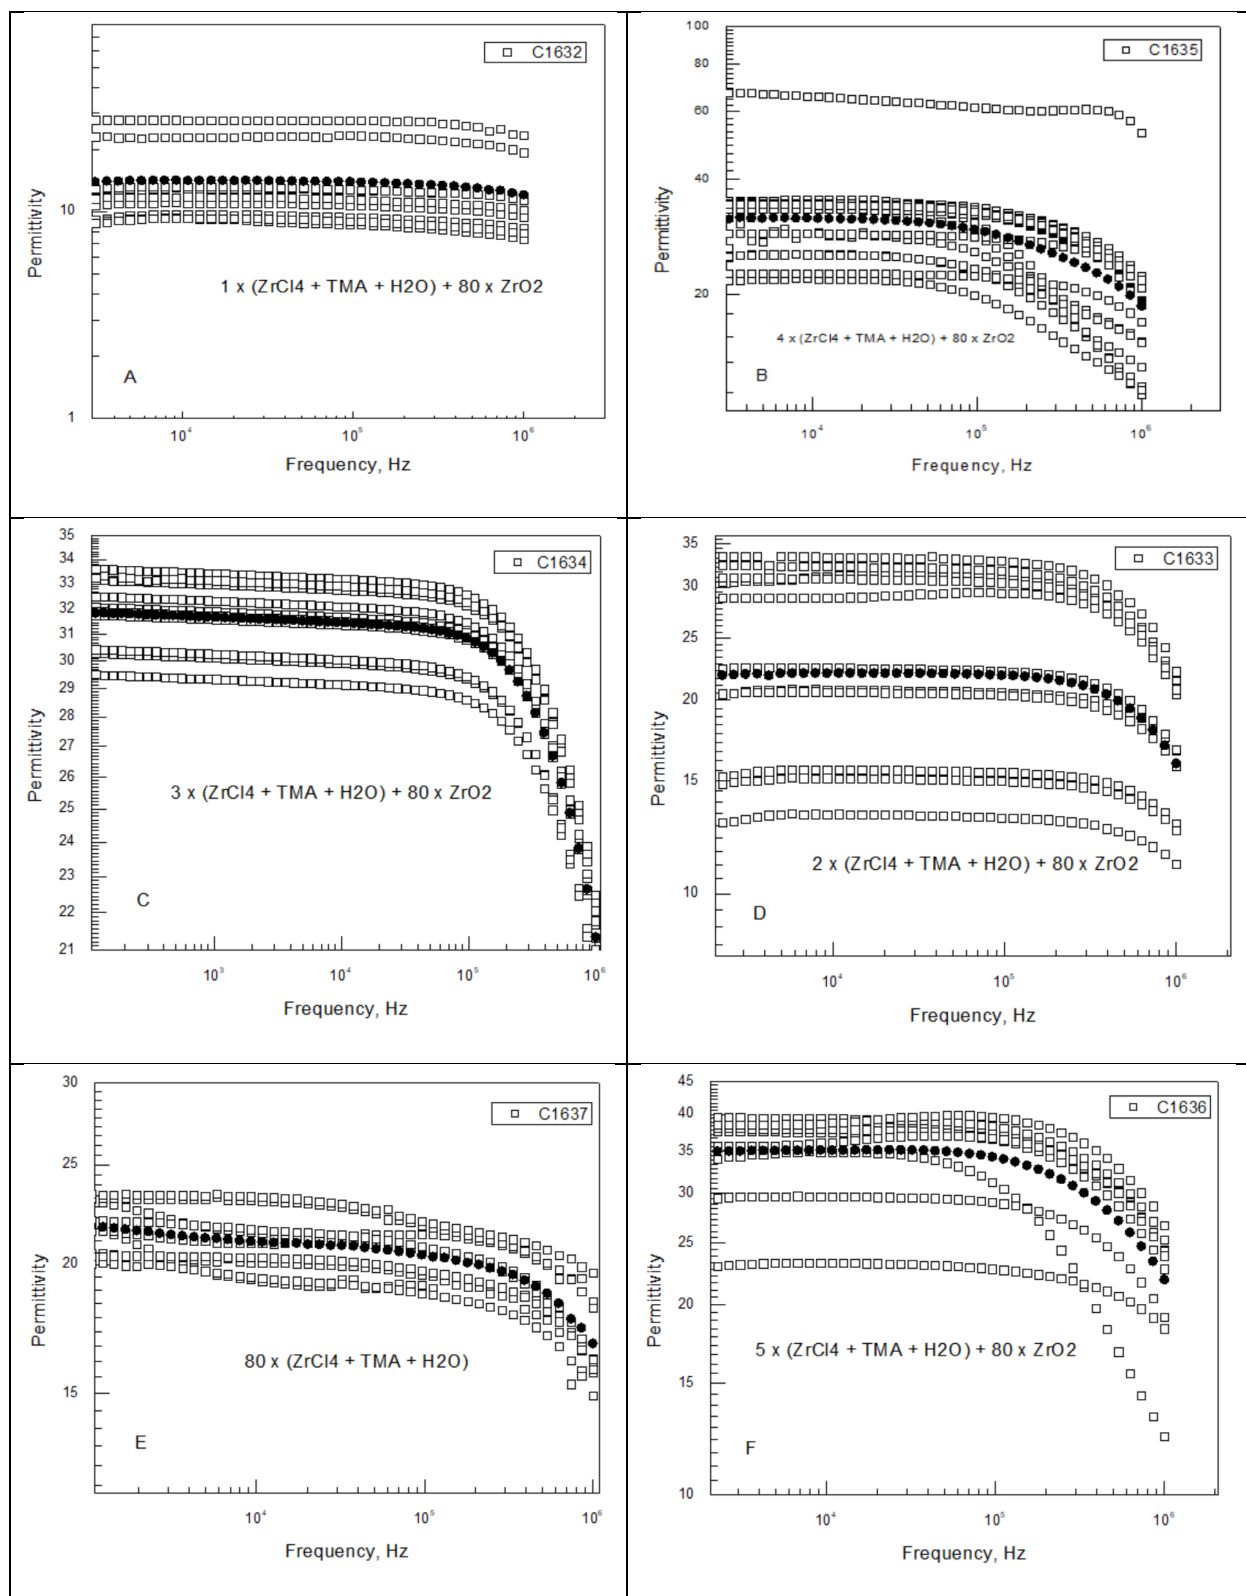 C1632
10
1
10⁴
10⁵
10⁶
Permittivity
Frequency, Hz
1 x (ZrCl4 + TMA + H2O) + 80 x ZrO2
A
C1635
100
80
60
40
20
10⁴
10⁵
10⁶
Permittivity
Frequency, Hz
4 x (ZrCl4 + TMA + H2O) + 80 x ZrO2
B
C1634
35
34
33
32
31
30
29
28
27
26
25
24
23
22
21
10³
10⁴
10⁵
10⁶
Permittivity
Frequency, Hz
3 x (ZrCl4 + TMA + H2O) + 80 x ZrO2
C
C1633
35
30
25
20
15
10
10⁴
10⁵
10⁶
Permittivity
Frequency, Hz
2 x (ZrCl4 + TMA + H2O) + 80 x ZrO2
D
C1637
30
25
20
15
10⁴
10⁵
10⁶
Permittivity
Frequency, Hz
80 x (ZrCl4 + TMA + H2O)
E
C1636
45
40
35
30
25
20
15
10
10⁴
10⁵
10⁶
Permittivity
Frequency, Hz
5 x (ZrCl4 + TMA + H2O) + 80 x ZrO2
F